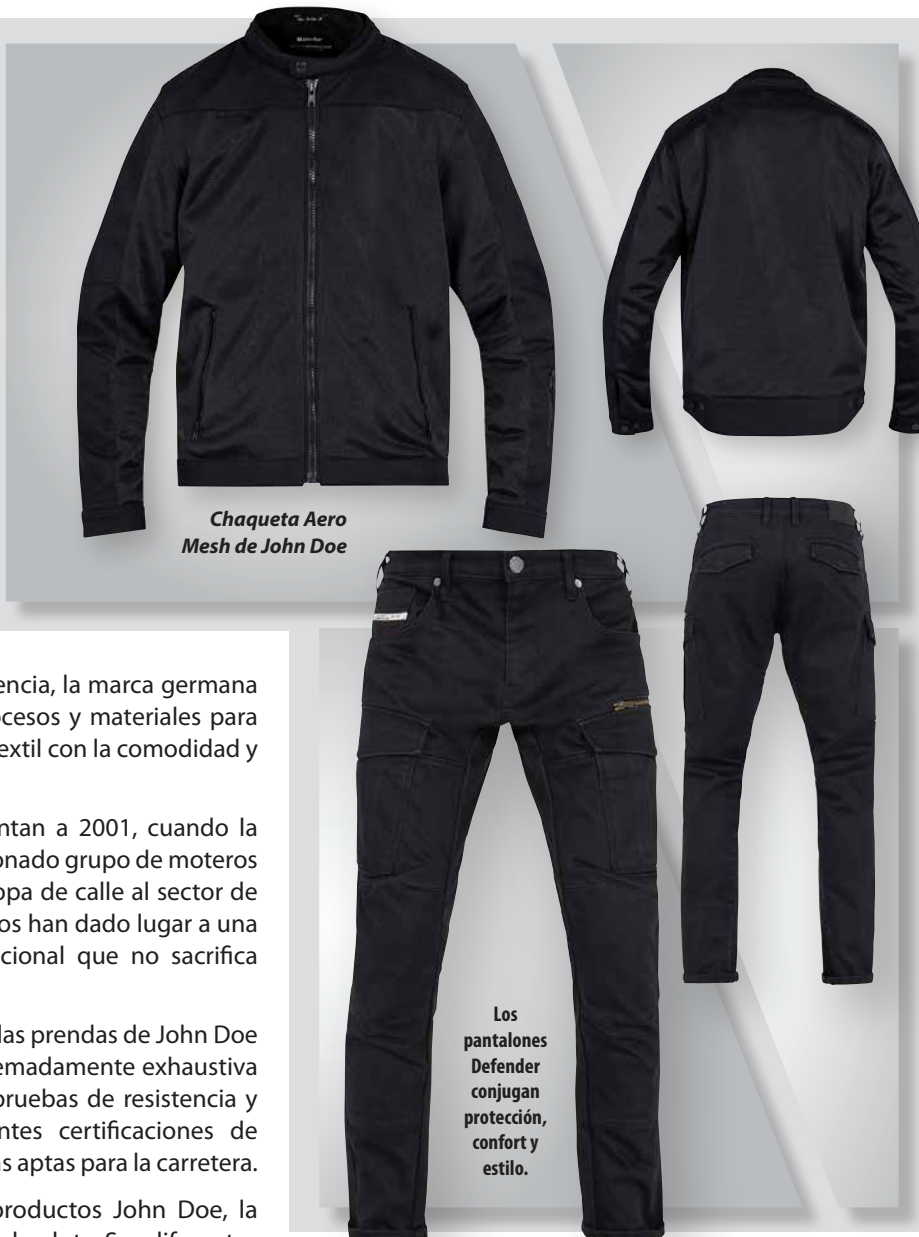 Chaqueta Aero
Mesh de John Doe
encia, la marca germana
ocesos y materiales para
extil con la comodidad y
ntan a 2001, cuando la
onado grupo de moteros
opa de calle al sector de
os han dado lugar a una
cional que no sacrifica
las prendas de John Doe
emadamente exhaustiva
pruebas de resistencia y
ntes certificaciones de
as aptas para la carretera.
productos John Doe, la
Los
pantalones
Defender
conjugan
protección,
confort y
estilo.